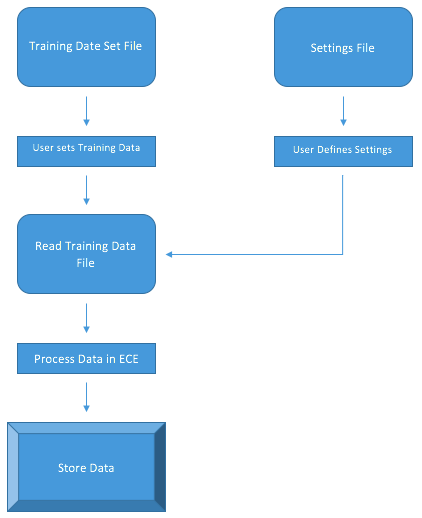 Training Date Set File
Settings File
User sets Training Data
User Defines Settings
Read Training Data
File
Process Data in ECE
Store Data